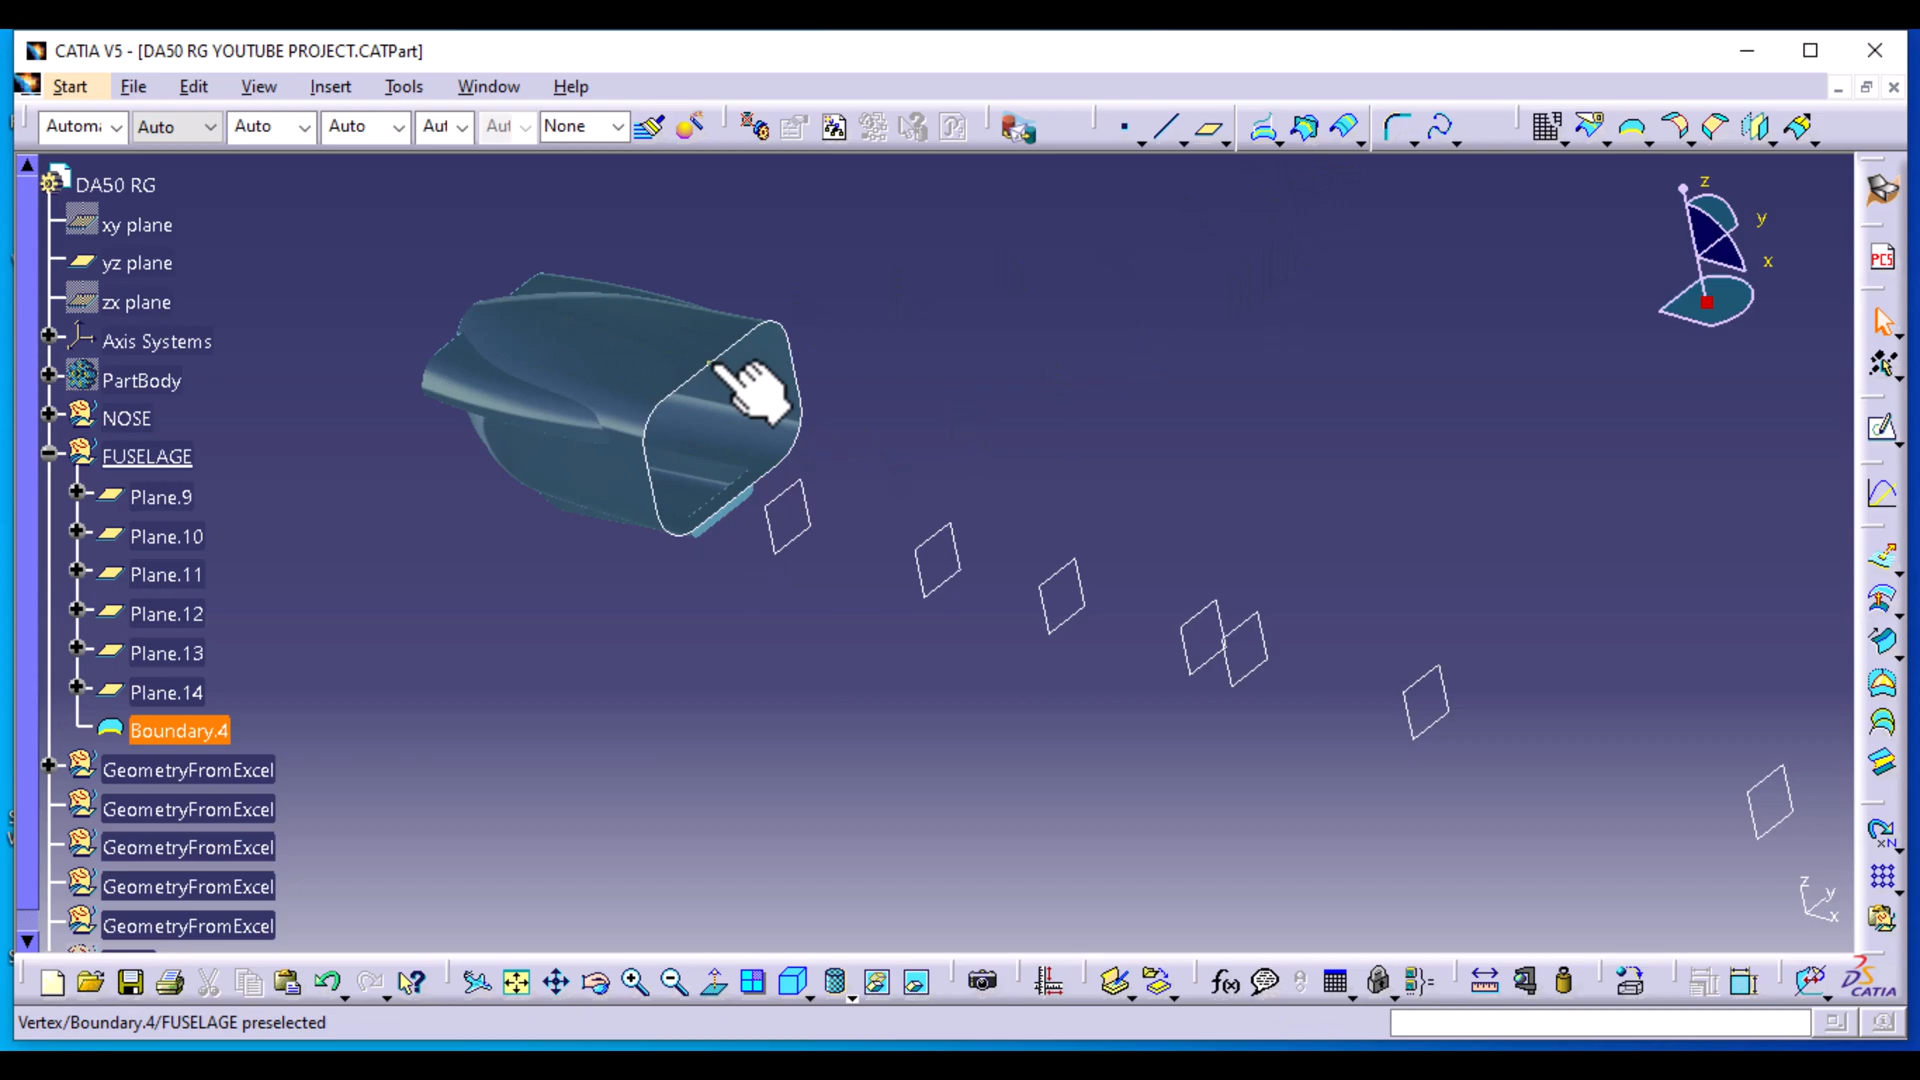 CATIA V5 - [DA50 RG YOUTUBE PROJECT.CATPart]
Start File Edit View Insert Tools Window Help
Auto Auto Auto Aut Aut None
DA50 RG
xy plane
yz plane
zx plane
Axis Systems
PartBody
NOSE
FUSELAGE
Plane.9
Plane.10
Plane.11
Plane.12
Plane.13
Plane.14
Boundary.4
GeometryFromExcel
GeometryFromExcel
GeometryFromExcel
GeometryFromExcel
GeometryFromExcel
z
y
x
PCS
xN
z
y
x
f(x)
CATIA
Vertex/Boundary.4/FUSELAGE preselected